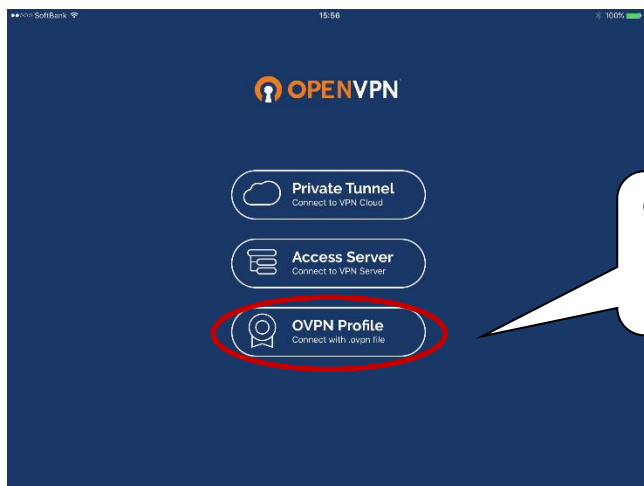 SoftBank
15:56
100%
OPENVPN
Private Tunnel
Connect to VPN Cloud
Access Server
Connect to VPN Server
OVPN Profile
Connect with .ovpn file